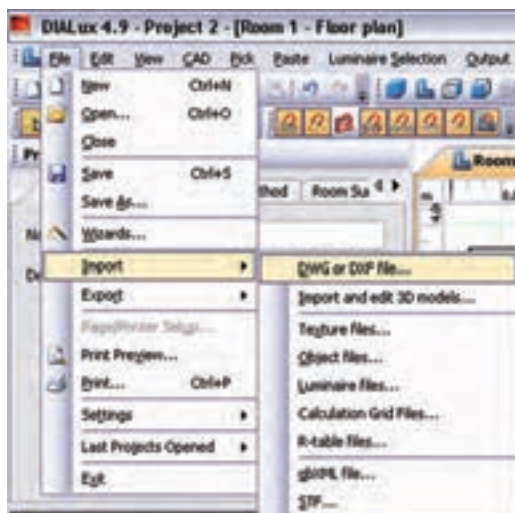 DIALux 4.9 - Project 2 - [Room 1 - Floor plan]
File Edit View CAD Pick Paste Luminaire Selection Output
New Ctrl+N
Open... Ctrl+O
Close
Save Ctrl+S
Save As...
Wizards...
Import
Export
Page/Printer Setup...
Print Preview...
Print... Ctrl+P
Settings
Last Projects Opened
Exit
Room Su
Room
DWG or DXF file...
Import and edit 3D models...
Texture files...
Object files...
Luminaire files...
Calculation Grid Files...
R-table files...
gbXML file...
STF...